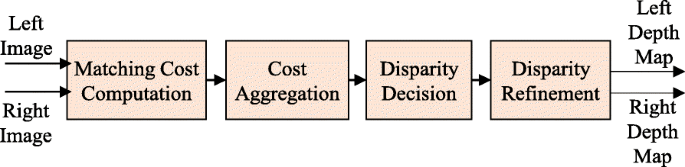 Left
Image
Right
Image
Matching Cost
Computation
Cost
Aggregation
Disparity
Decision
Disparity
Refinement
Left
Depth
Map
Right
Depth
Map